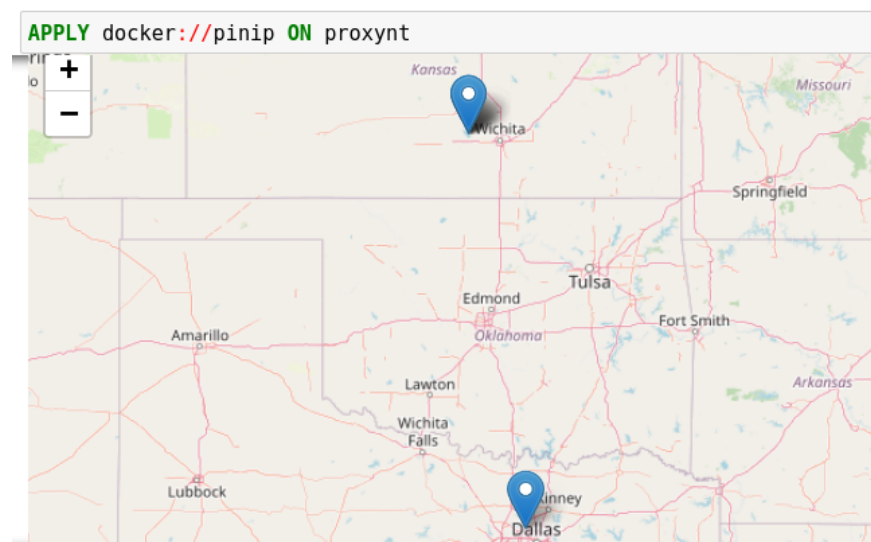 APPLY docker://pinip ON proxynt
+
−
Kansas
Missouri
Wichita
Springfield
Tulsa
Edmond
Oklahoma
Fort Smith
Amarillo
Arkansas
Lawton
Wichita
Falls
Lubbock
Dallas